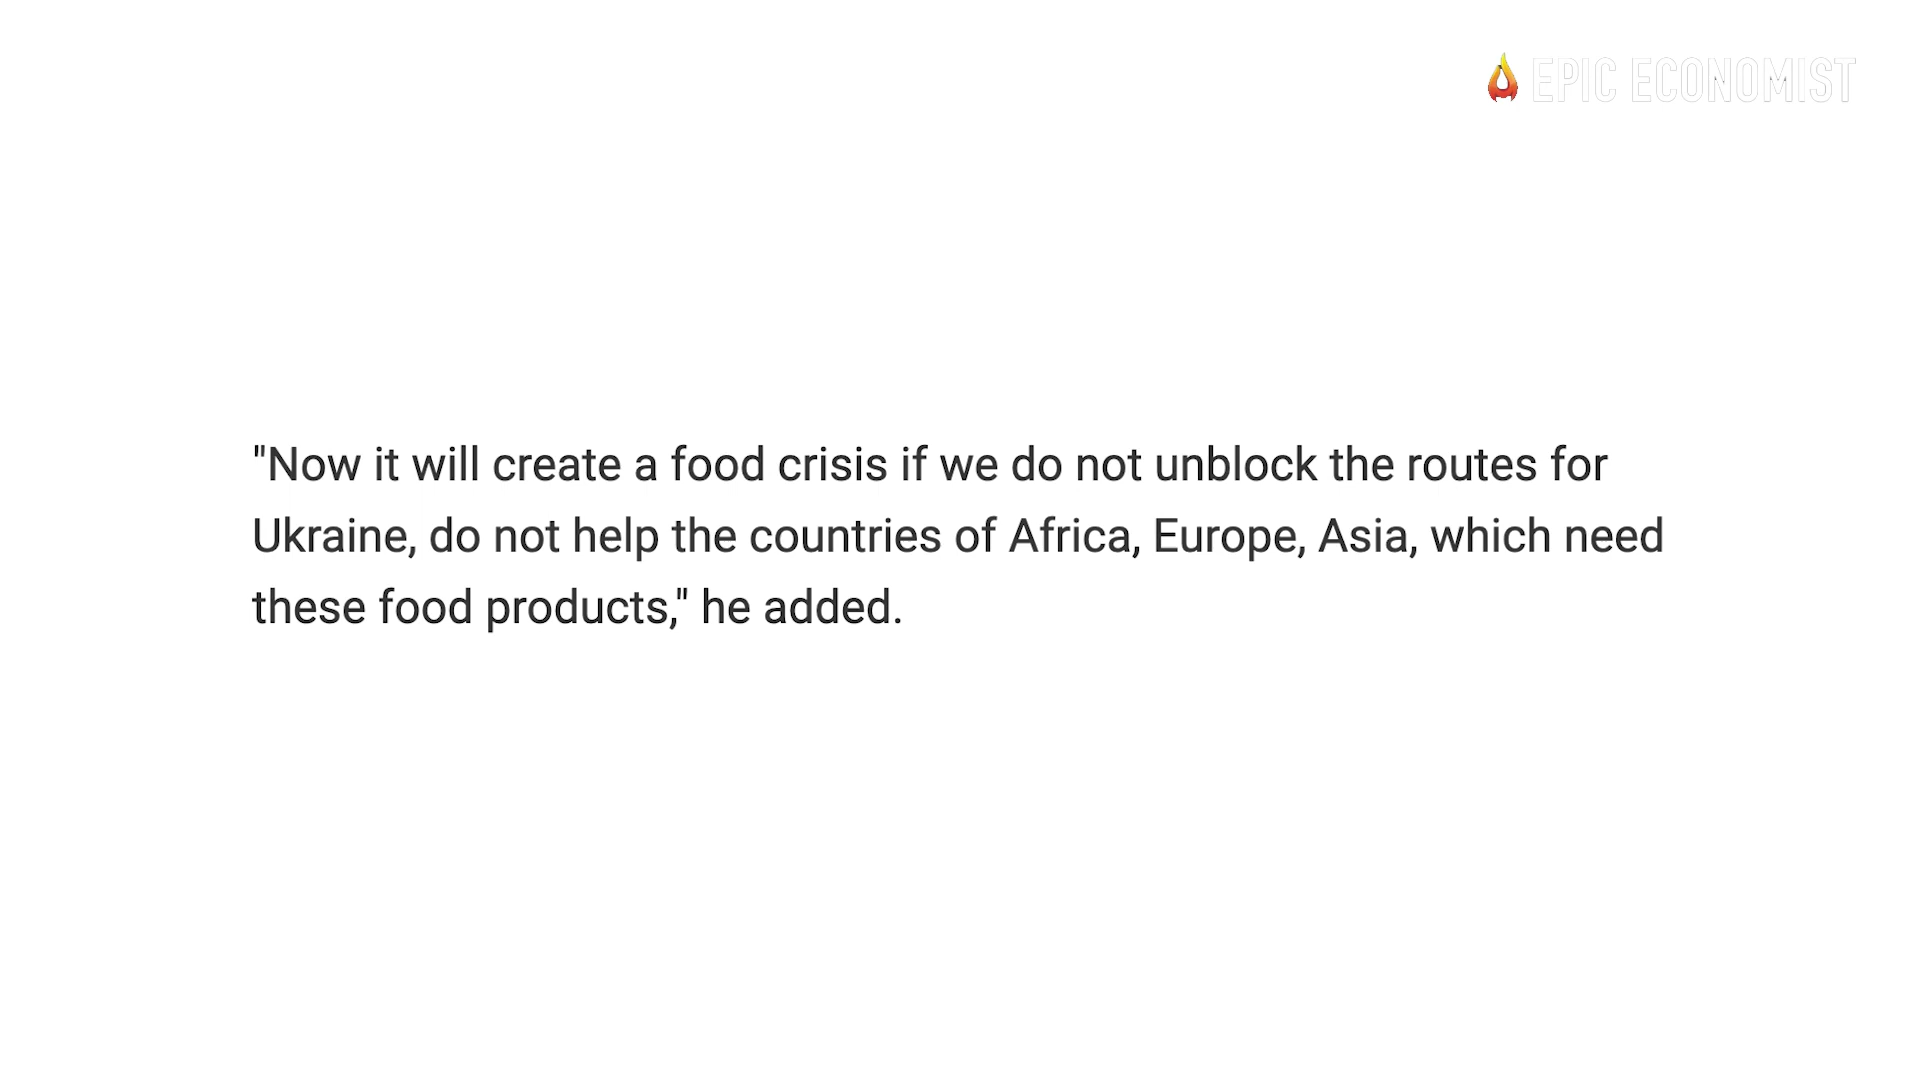 EPIC ECONOMIST
"Now it will create a food crisis if we do not unblock the routes for
Ukraine, do not help the countries of Africa, Europe, Asia, which need
these food products," he added.